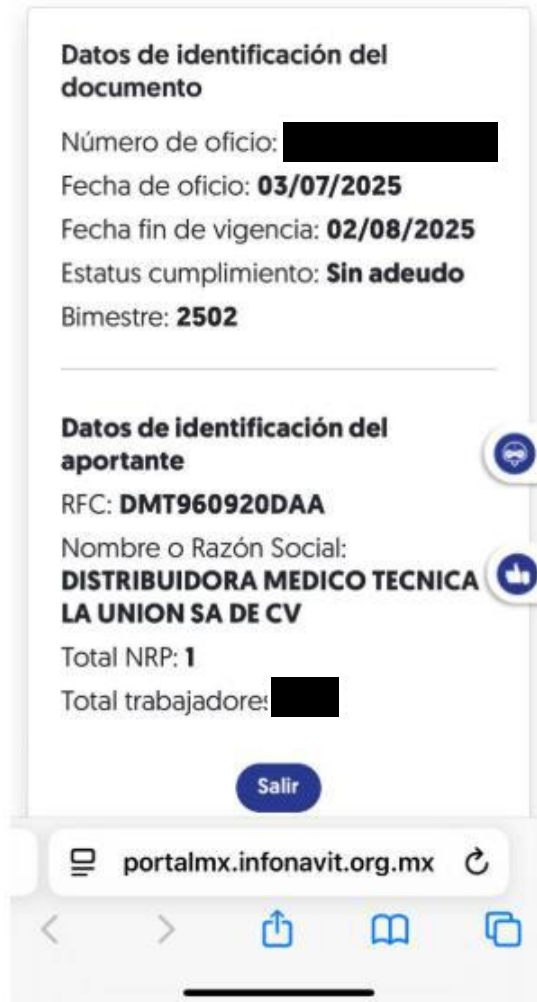 Datos de identificación del
documento
Número de oficio:
Fecha de oficio: 03/07/2025
Fecha fin de vigencia: 02/08/2025
Estatus cumplimiento: Sin adeudo
Bimestre: 2502
Datos de identificación del
aportante
RFC: DMT960920DAA
Nombre o Razón Social:
DISTRIBUIDORA MEDICO TECNICA
LA UNION SA DE CV
Total NRP: 1
Total trabajadores
Salir
portalmx.infonavit.org.mx